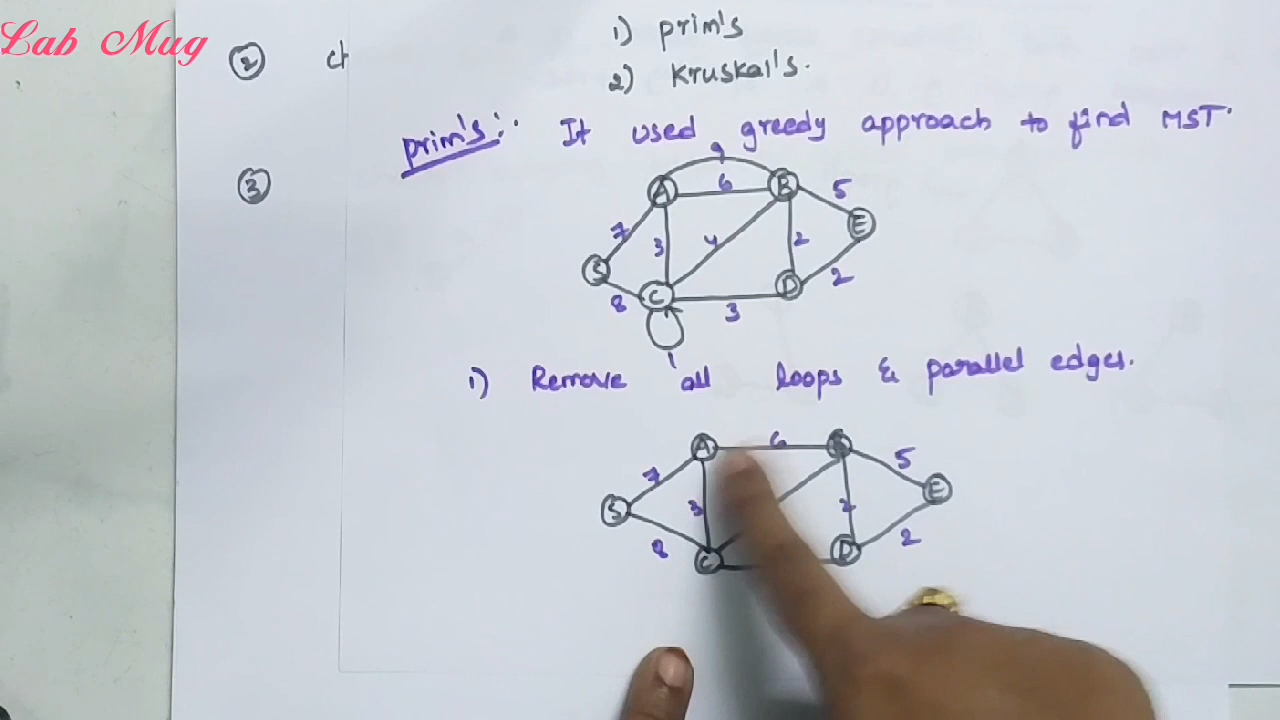 Lab Mug
1) prim's
2) Kruskal's.
2
prim's:- It used greedy approach to find MST.
3
9
A 6 B 5
7 3 4 2 E
S
8 C 3 D 2
1
1) Remove all loops & parallel edges.
A 6 B 5
7 3 2 E
S
8 C D 2